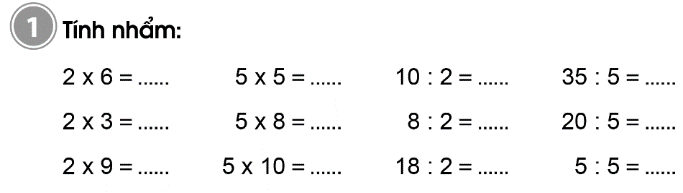 1 Tính nhẩm:
2 x 6 = ...... 5 x 5 = ...... 10 : 2 = ...... 35 : 5 = ......
2 x 3 = ...... 5 x 8 = ...... 8 : 2 = ...... 20 : 5 = ......
2 x 9 = ...... 5 x 10 = ...... 18 : 2 = ...... 5 : 5 = ......